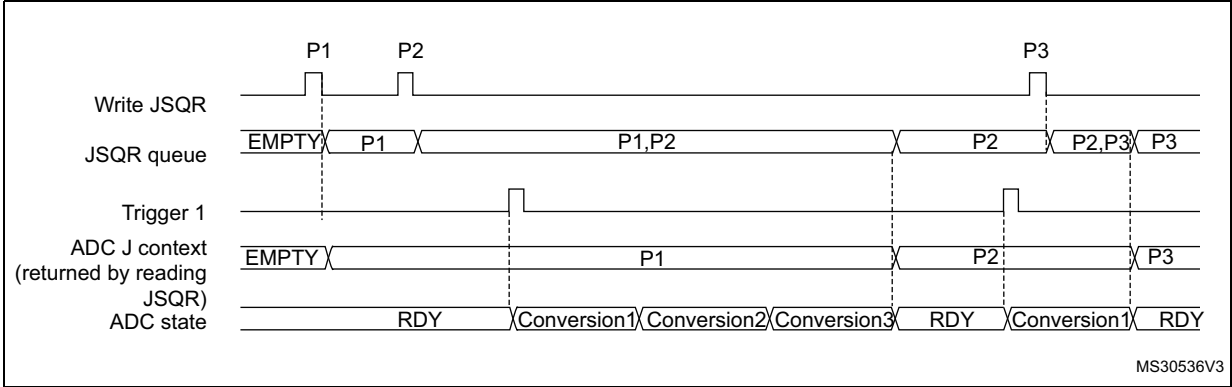 P1 P2 P3
Write JSQR
JSQR queue EMPTY P1 P1,P2 P2 P2,P3 P3
Trigger 1
ADC J context
(returned by reading
JSQR)
EMPTY P1 P2 P3
ADC state RDY Conversion1 Conversion2 Conversion3 RDY Conversion1 RDY
MS30536V3